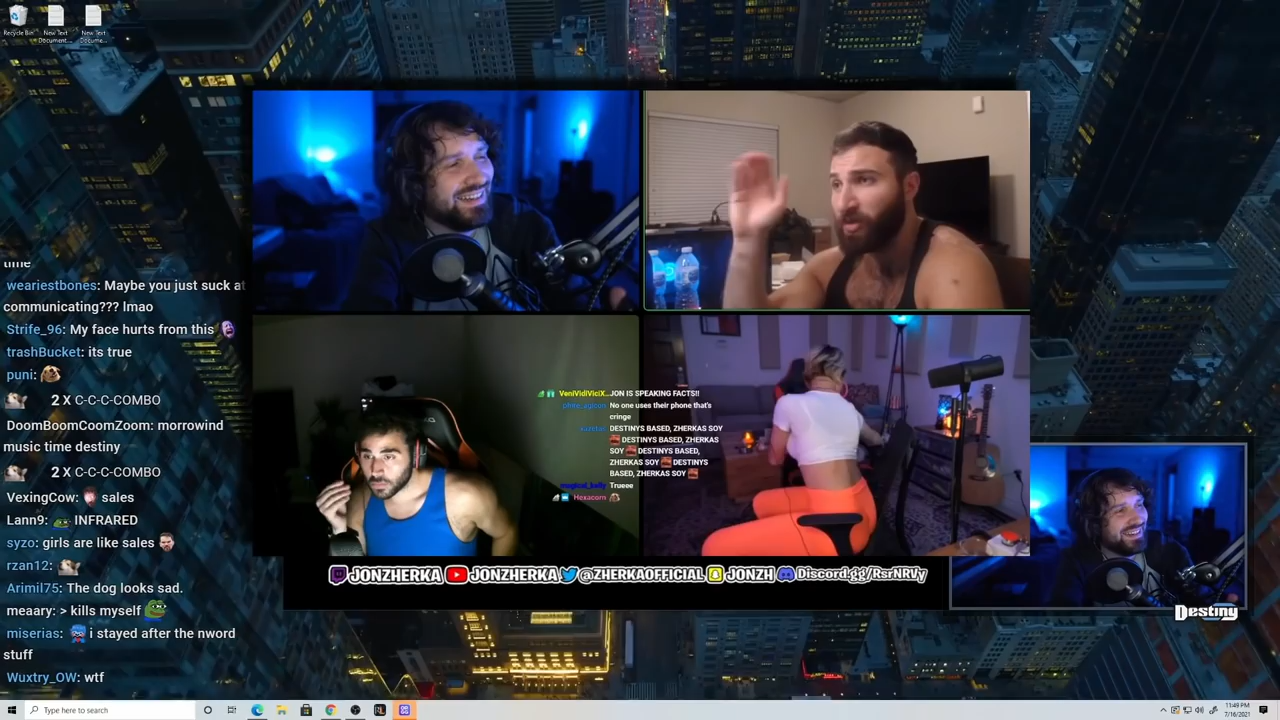 Recycle Bin
New Text
Document...
New Text
Docume...
time
weariestbones: Maybe you just suck at
communicating??? lmao
Strife_96: My face hurts from this
trashBucket: its true
puni:
2 X C-C-C-COMBO
DoomBoomCoomZoom: morrowind
music time destiny
2 X C-C-C-COMBO
VexingCow: sales
Lann9: INFRARED
syzo: girls are like sales
rzan12:
Arimil75: The dog looks sad.
meaary: > kills myself
miserias: i stayed after the nword
stuff
Wuxtry_OW: wtf
VeniVidiViciX...JON IS SPEAKING FACTS!!
No one uses their phone that's
cringe
DESTINYS BASED, ZHERKAS
SOY DESTINYS BASED, ZHERKAS
SOY DESTINYS BASED,
ZHERKAS SOY DESTINYS
BASED, ZHERKAS SOY
magical_kelly Trueee
Hexacorn
JONZHERKA JONZHERKA @ZHERKAOFFICIAL JONZH Discord.gg/RsrNRVy
Destiny
Type here to search
11:49 PM
7/16/2021